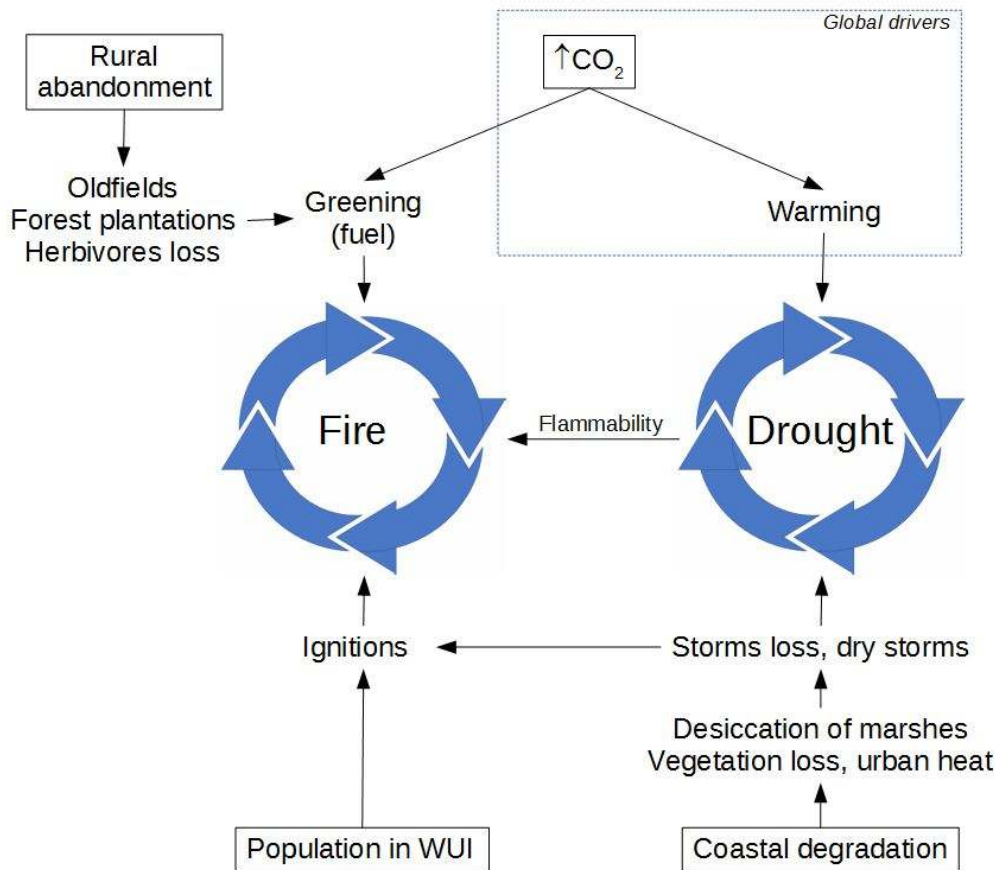 Global drivers
Rural
abandonment
↑CO₂
Oldfields
Forest plantations
Herbivores loss
Greening
(fuel)
Warming
Fire
Flammability
Drought
Ignitions
Storms loss, dry storms
Desiccation of marshes
Vegetation loss, urban heat
Population in WUI
Coastal degradation